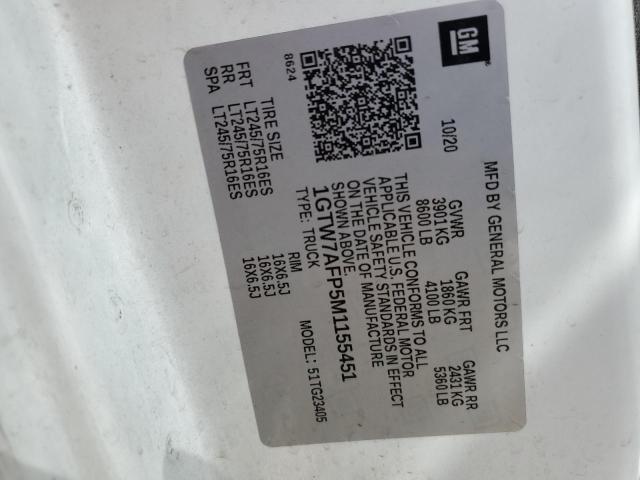 GM
MFD BY GENERAL MOTORS LLC
10/20
GVWR GAWR FRT GAWR RR
3901 KG 1860 KG 2431 KG
8600 LB 4100 LB 5360 LB
THIS VEHICLE CONFORMS TO ALL
APPLICABLE U.S. FEDERAL MOTOR
VEHICLE SAFETY STANDARDS IN EFFECT
ON THE DATE OF MANUFACTURE
SHOWN ABOVE.
1GTW7AFP5M1155451
TYPE: TRUCK MODEL: 51TG23405
8624
TIRE SIZE RIM
FRT LT245/75R16ES 16X6.5J
RR LT245/75R16ES 16X6.5J
SPA LT245/75R16ES 16X6.5J